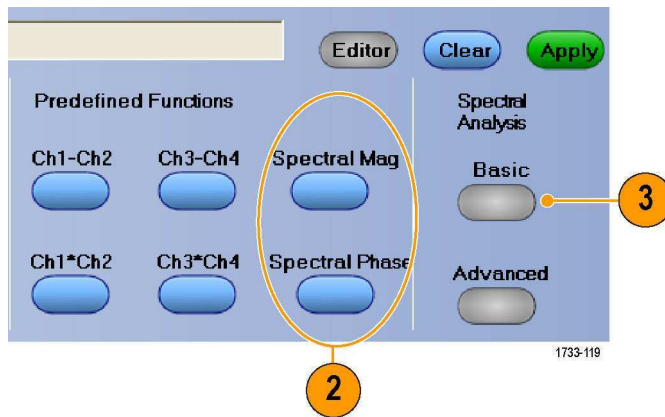 Editor Clear Apply
Predefined Functions
Spectral
Analysis
Ch1-Ch2 Ch3-Ch4 Spectral Mag
Basic
3
Ch1*Ch2 Ch3*Ch4 Spectral Phase
Advanced
1733-119
2